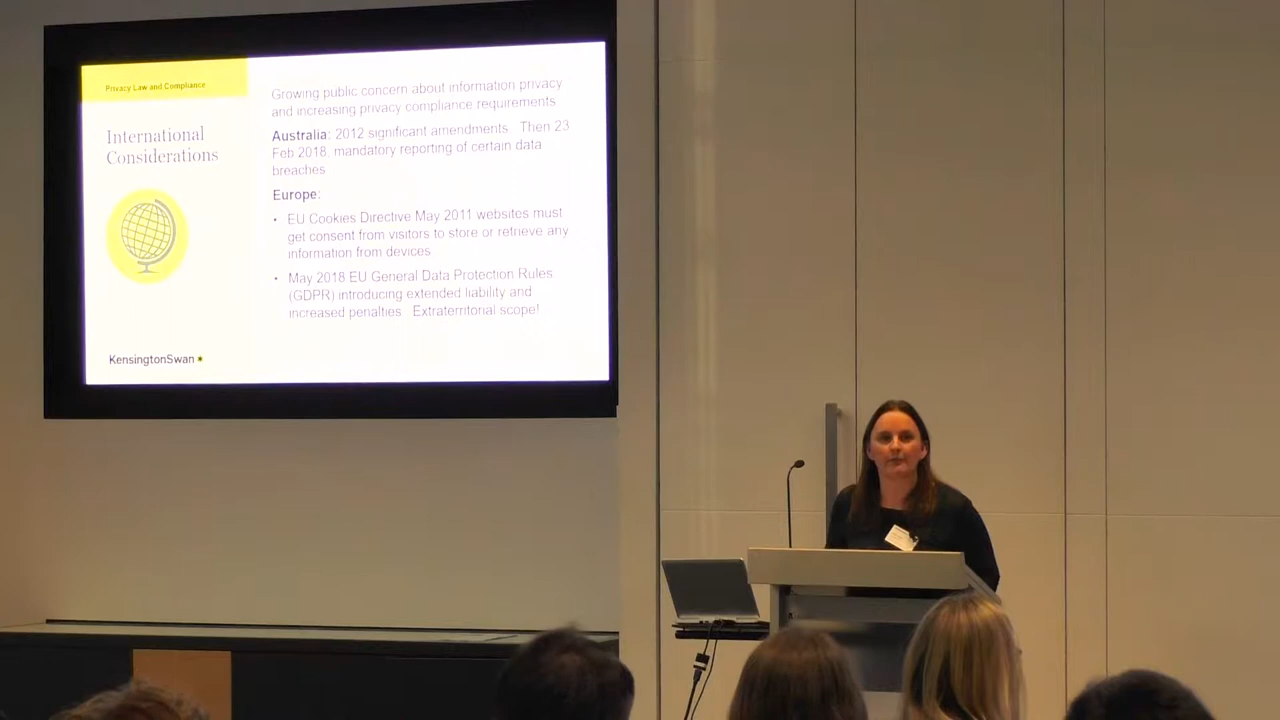 Privacy Law and Compliance
International
Considerations
KensingtonSwan
Growing public concern about information privacy
and increasing privacy compliance requirements
Australia: 2012 significant amendments. Then 23
Feb 2018, mandatory reporting of certain data
breaches
Europe:
• EU Cookies Directive May 2011 websites must
get consent from visitors to store or retrieve any
information from devices
• May 2018 EU General Data Protection Rules
(GDPR) introducing extended liability and
increased penalties. Extraterritorial scope!